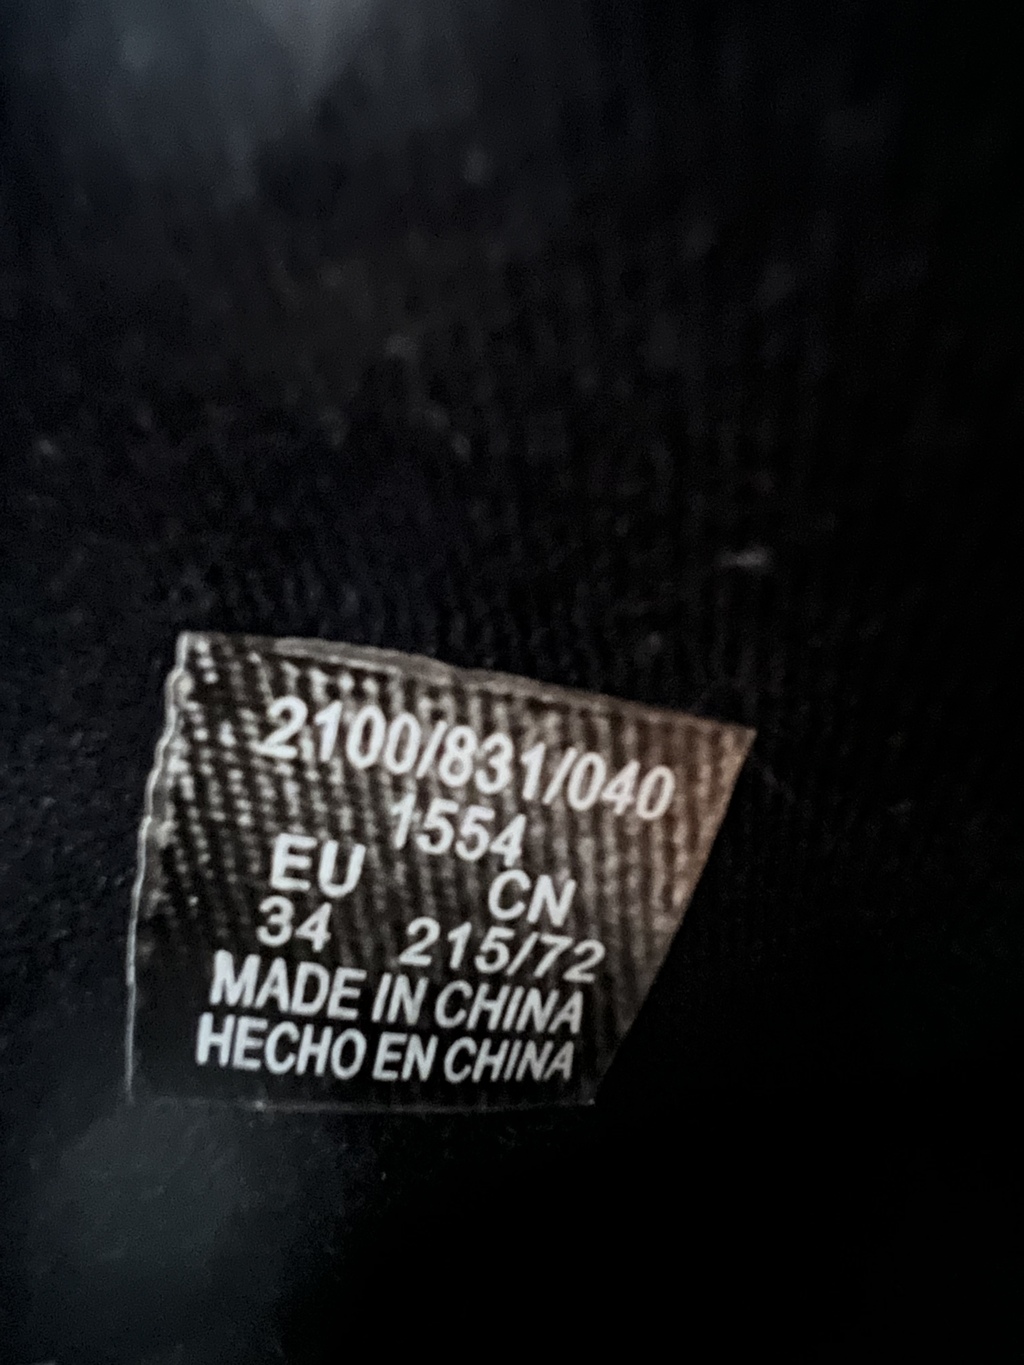 2100/831/040
1554
EU CN
34 215/72
MADE IN CHINA
HECHO EN CHINA